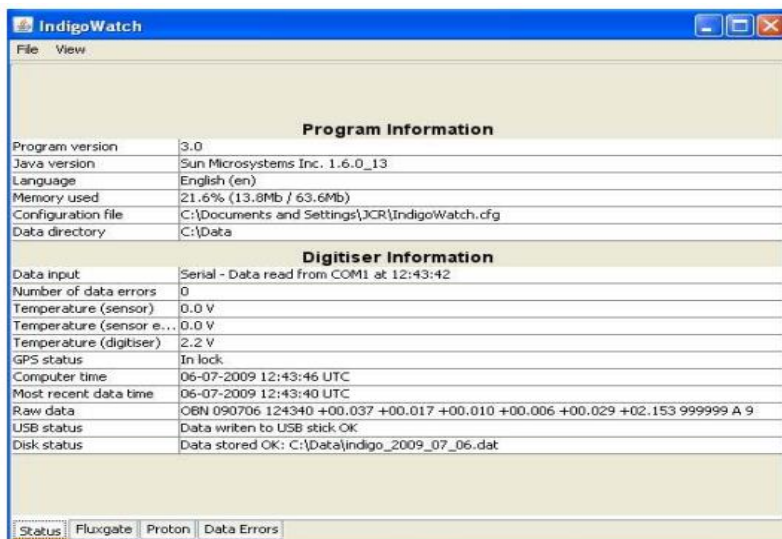 IndigoWatch
File View
Program Information
Program version 3.0
Java version Sun Microsystems Inc. 1.6.0_13
Language English (en)
Memory used 21.6% (13.8Mb / 63.6Mb)
Configuration file C:\Documents and Settings\JCR\IndigoWatch.cfg
Data directory C:\Data
Digitiser Information
Data input Serial - Data read from COM1 at 12:43:42
Number of data errors 0
Temperature (sensor) 0.0 V
Temperature (sensor e... 0.0 V
Temperature (digitiser) 2.2 V
GPS status In lock
Computer time 06-07-2009 12:43:46 UTC
Most recent data time 06-07-2009 12:43:40 UTC
Raw data OBN 090706 124340 +00.037 +00.017 +00.010 +00.006 +00.029 +02.153 999999 A 9
USB status Data writen to USB stick OK
Disk status Data stored OK: C:\Data\indigo_2009_07_06.dat
Status Fluxgate Proton Data Errors